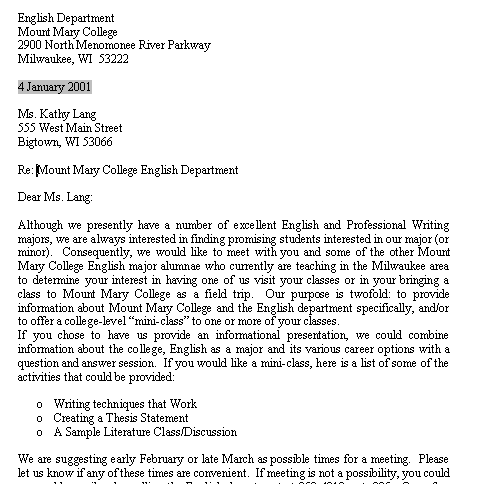 English Department
Mount Mary College
2900 North Menomonee River Parkway
Milwaukee, WI  53222
4 January 2001
Ms. Kathy Lang
555 West Main Street
Bigtown, WI 53066
Re: Mount Mary College English Department
Dear Ms. Lang:
Although we presently have a number of excellent English and Professional Writing
majors, we are always interested in finding promising students interested in our major (or
minor).  Consequently, we would like to meet with you and some of the other Mount
Mary College English major alumnae who currently are teaching in the Milwaukee area
to determine your interest in having one of us visit your classes or in your bringing a
class to Mount Mary College as a field trip.  Our purpose is twofold: to provide
information about Mount Mary College and the English department specifically, and/or
to offer a college-level “mini-class” to one or more of your classes.
If you chose to have us provide an informational presentation, we could combine
information about the college, English as a major and its various career options with a
question and answer session.  If you would like a mini-class, here is a list of some of the
activities that could be provided:
o Writing techniques that Work
o Creating a Thesis Statement
o A Sample Literature Class/Discussion
We are suggesting early February or late March as possible times for a meeting.  Please
let us know if any of these times are convenient.  If meeting is not a possibility, you could